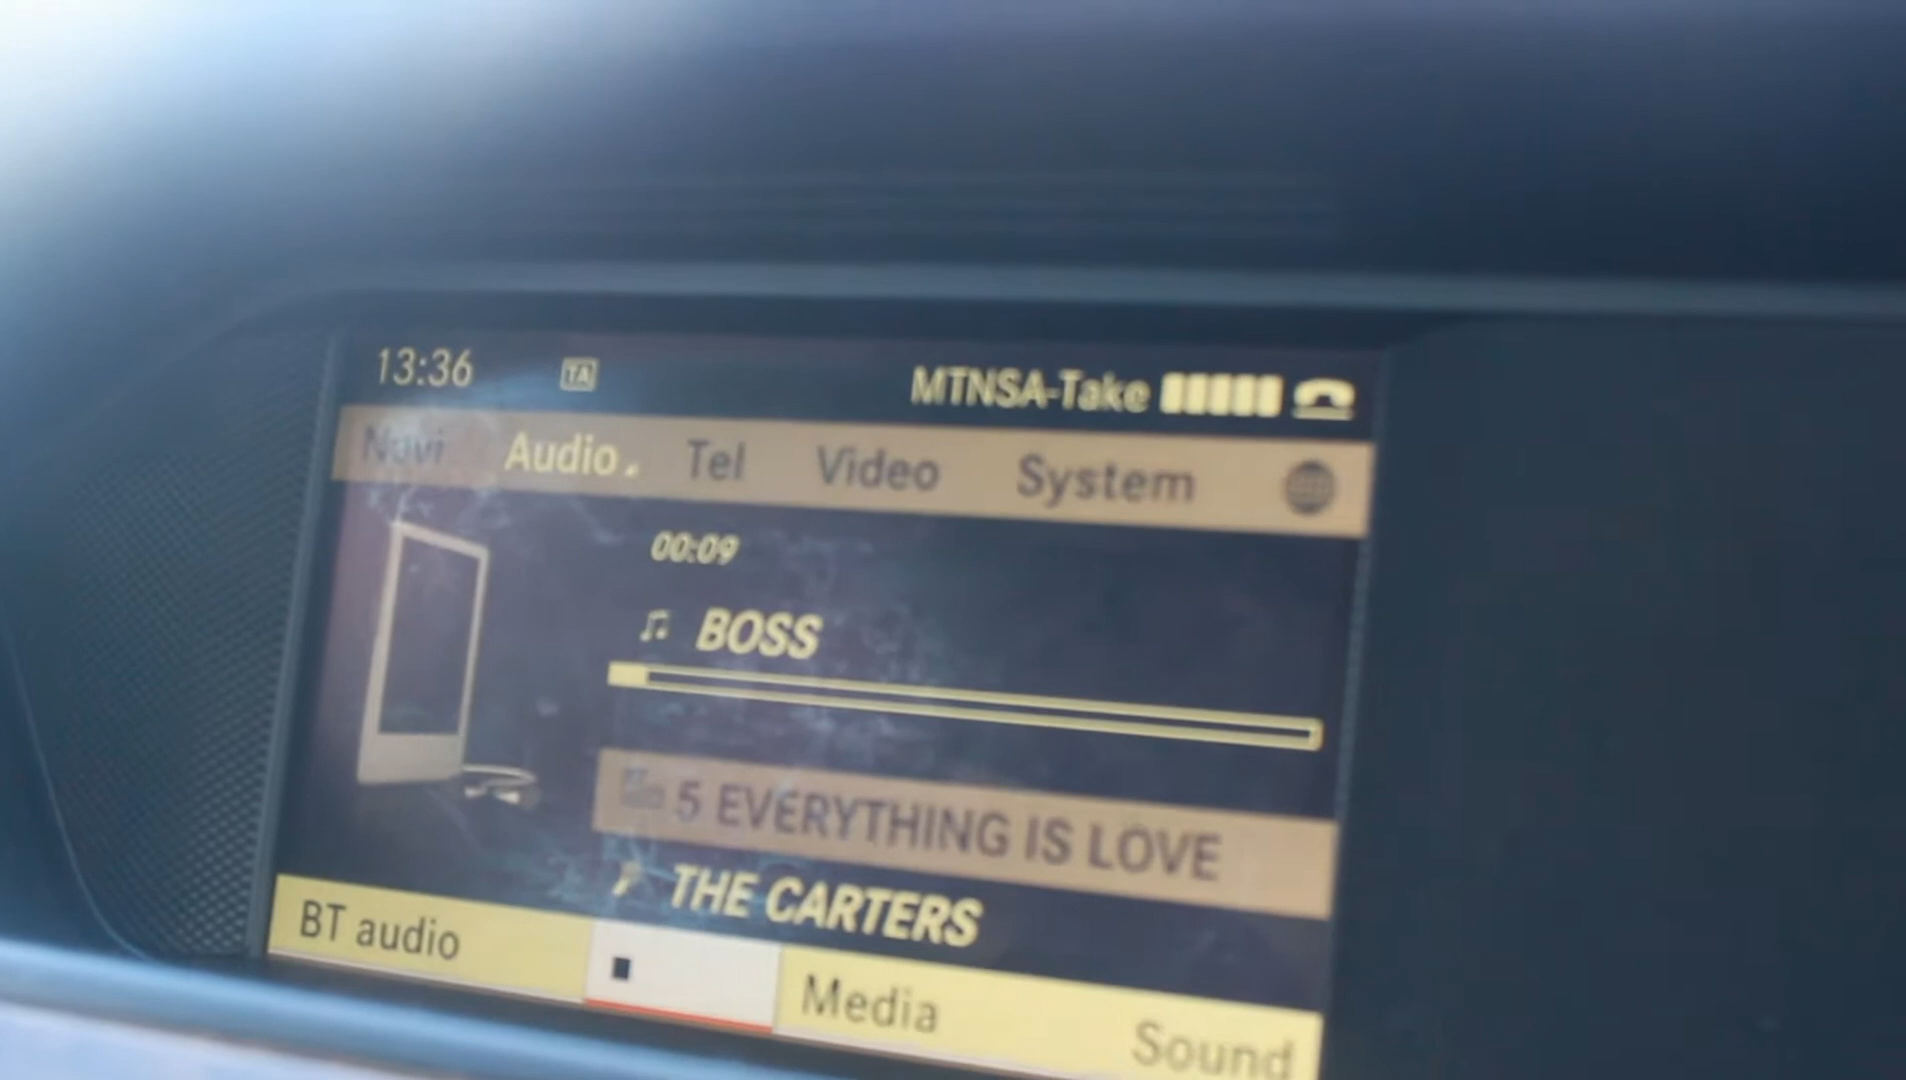 13:36 TA MTNSA-Take
Navi Audio Tel Video System
00:09
BOSS
5 EVERYTHING IS LOVE
THE CARTERS
BT audio Media Sound